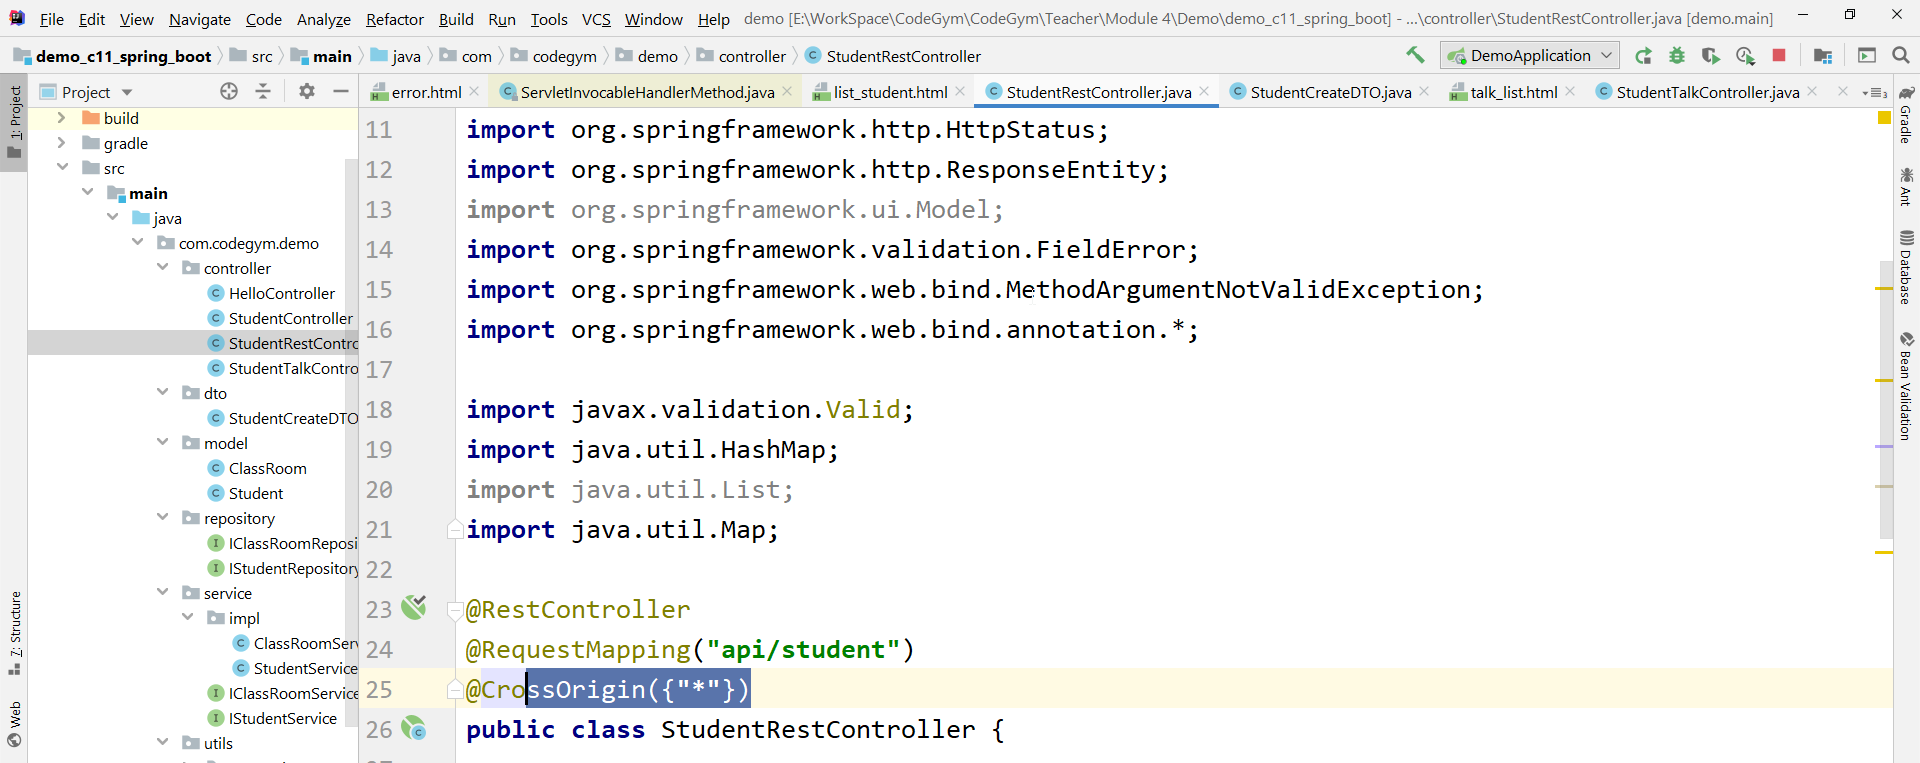 File Edit View Navigate Code Analyze Refactor Build Run Tools VCS Window Help demo [E:\WorkSpace\CodeGym\CodeGym\Teacher\Module 4\Demo\demo_c11_spring_boot] - ...\controller\StudentRestController.java [demo.main]
demo_c11_spring_boot src main java com codegym demo controller StudentRestController DemoApplication
Project error.html ServletInvocableHandlerMethod.java list_student.html StudentRestController.java StudentCreateDTO.java talk_list.html StudentTalkController.java
1: Project
7: Structure
Web
build
gradle
src
main
java
com.codegym.demo
controller
HelloController
StudentController
StudentRestContro
StudentTalkContro
dto
StudentCreateDTO
model
ClassRoom
Student
repository
IClassRoomReposi
IStudentRepository
service
impl
ClassRoomSer
StudentService
IClassRoomService
IStudentService
utils
11 import org.springframework.http.HttpStatus;
12 import org.springframework.http.ResponseEntity;
13 import org.springframework.ui.Model;
14 import org.springframework.validation.FieldError;
15 import org.springframework.web.bind.MethodArgumentNotValidException;
16 import org.springframework.web.bind.annotation.*;
17
18 import javax.validation.Valid;
19 import java.util.HashMap;
20 import java.util.List;
21 import java.util.Map;
22
23 @RestController
24 @RequestMapping("api/student")
25 @CrossOrigin({"*"})
26 public class StudentRestController {
Gradle
Ant
Database
Bean Validation